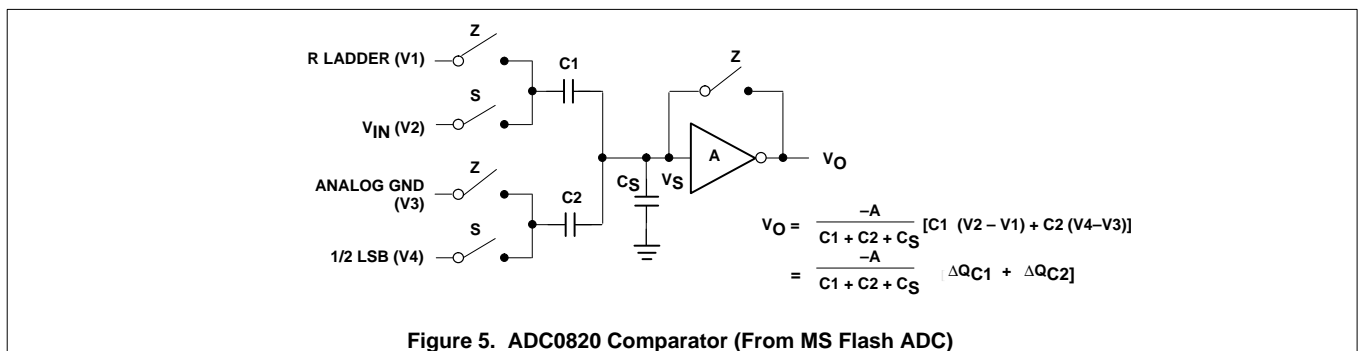 Z
R LADDER (V1)
C1
Z
S
VIN (V2)
A
VO
Z
ANALOG GND
(V3)
CS
VS
C2
S
1/2 LSB (V4)
VO = –A / C1 + C2 + CS [C1 (V2 – V1) + C2 (V4–V3)]
= –A / C1 + C2 + CS [ ΔQC1 + ΔQC2]
Figure 5. ADC0820 Comparator (From MS Flash ADC)